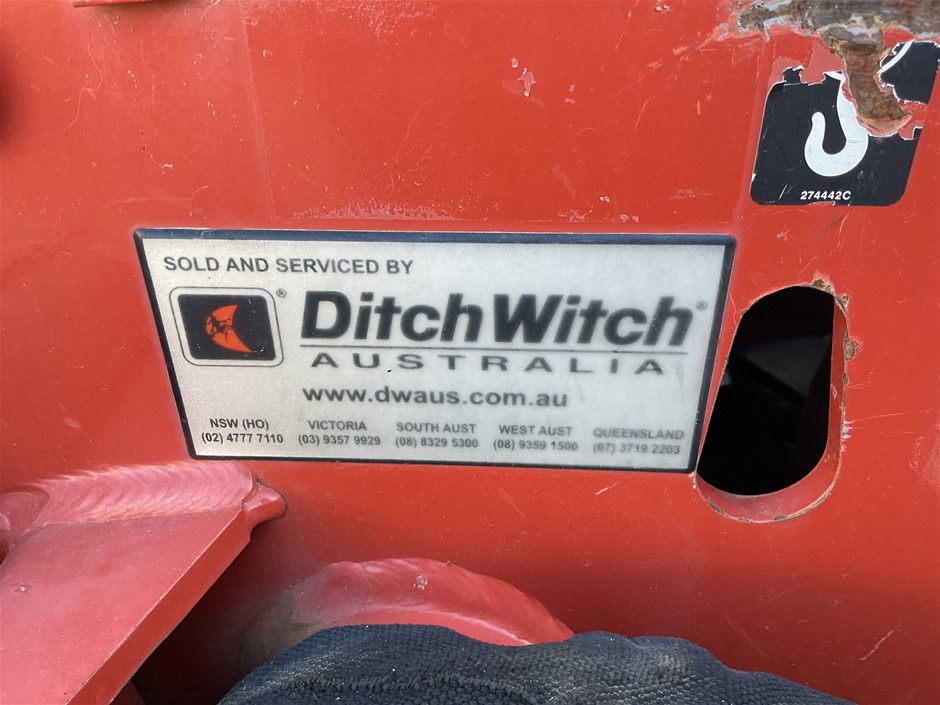 274442C
SOLD AND SERVICED BY
® DitchWitch®
AUSTRALIA
www.dwaus.com.au
NSW (HO) VICTORIA SOUTH AUST WEST AUST QUEENSLAND
(02) 4777 7110 (03) 9357 9929 (08) 8329 5300 (08) 9359 1500 (07) 3719 2203